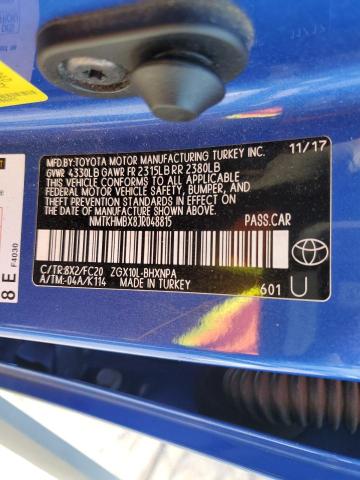 MFD.BY:TOYOTA MOTOR MANUFACTURING TURKEY INC. 11/17
GVWR 4330LB GAWR FR 2315LB RR 2380LB
THIS VEHICLE CONFORMS TO ALL APPLICABLE
FEDERAL MOTOR VEHICLE SAFETY, BUMPER, AND
THEFT PREVENTION STANDARDS IN EFFECT ON
THE DATE OF MANUFACTURE SHOWN ABOVE.
NMTKHMBX8JR048815 PASS.CAR
C/TR:8X2/FC20 ZGX10L-BHXNPA
A/TM:-04A/K114 MADE IN TURKEY
601 U
8E
F4030